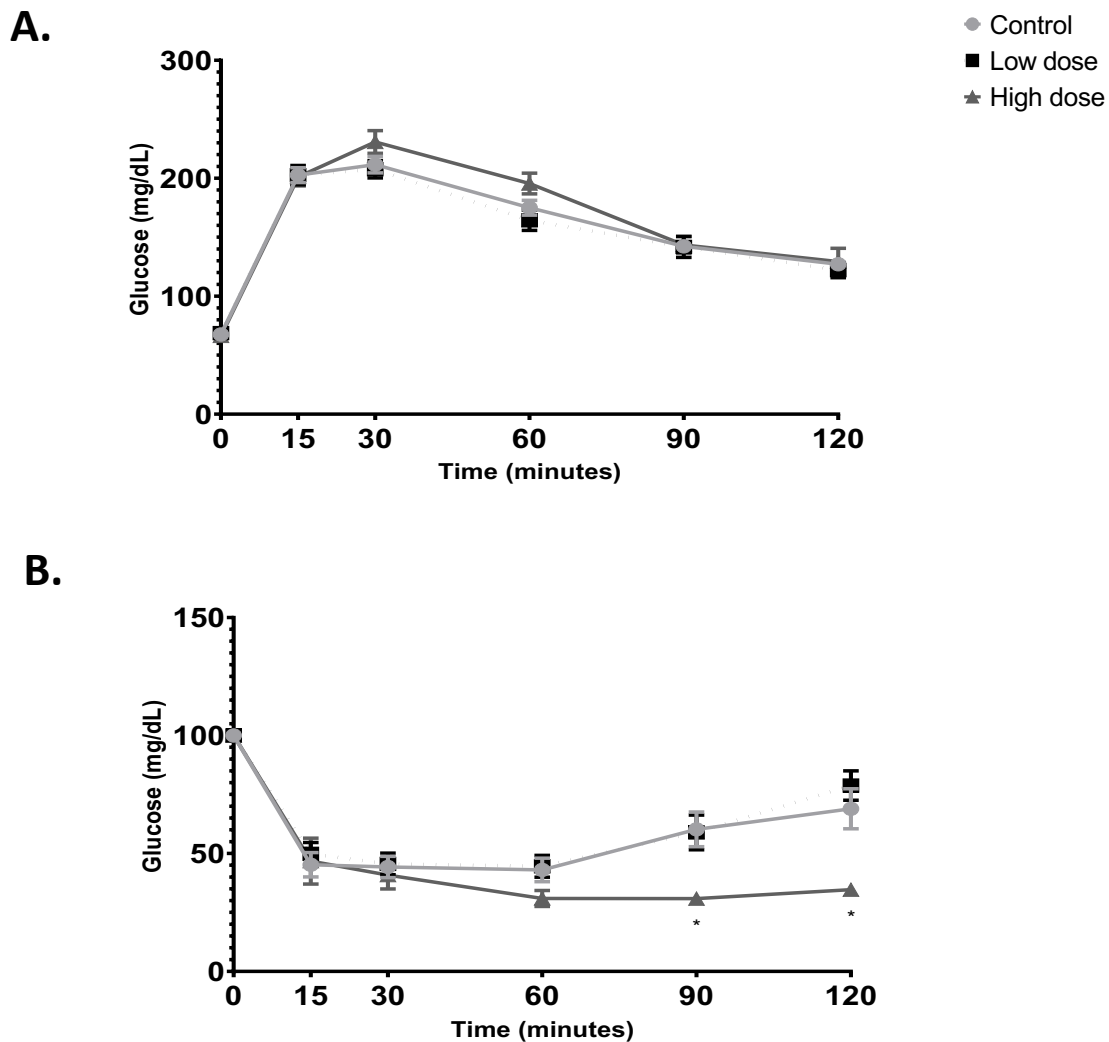 A.
Control
Low dose
High dose
300
200
100
0
Glucose (mg/dL)
0 15 30 60 90 120
Time (minutes)
B.
150
100
50
0
Glucose (mg/dL)
* *
0 15 30 60 90 120
Time (minutes)